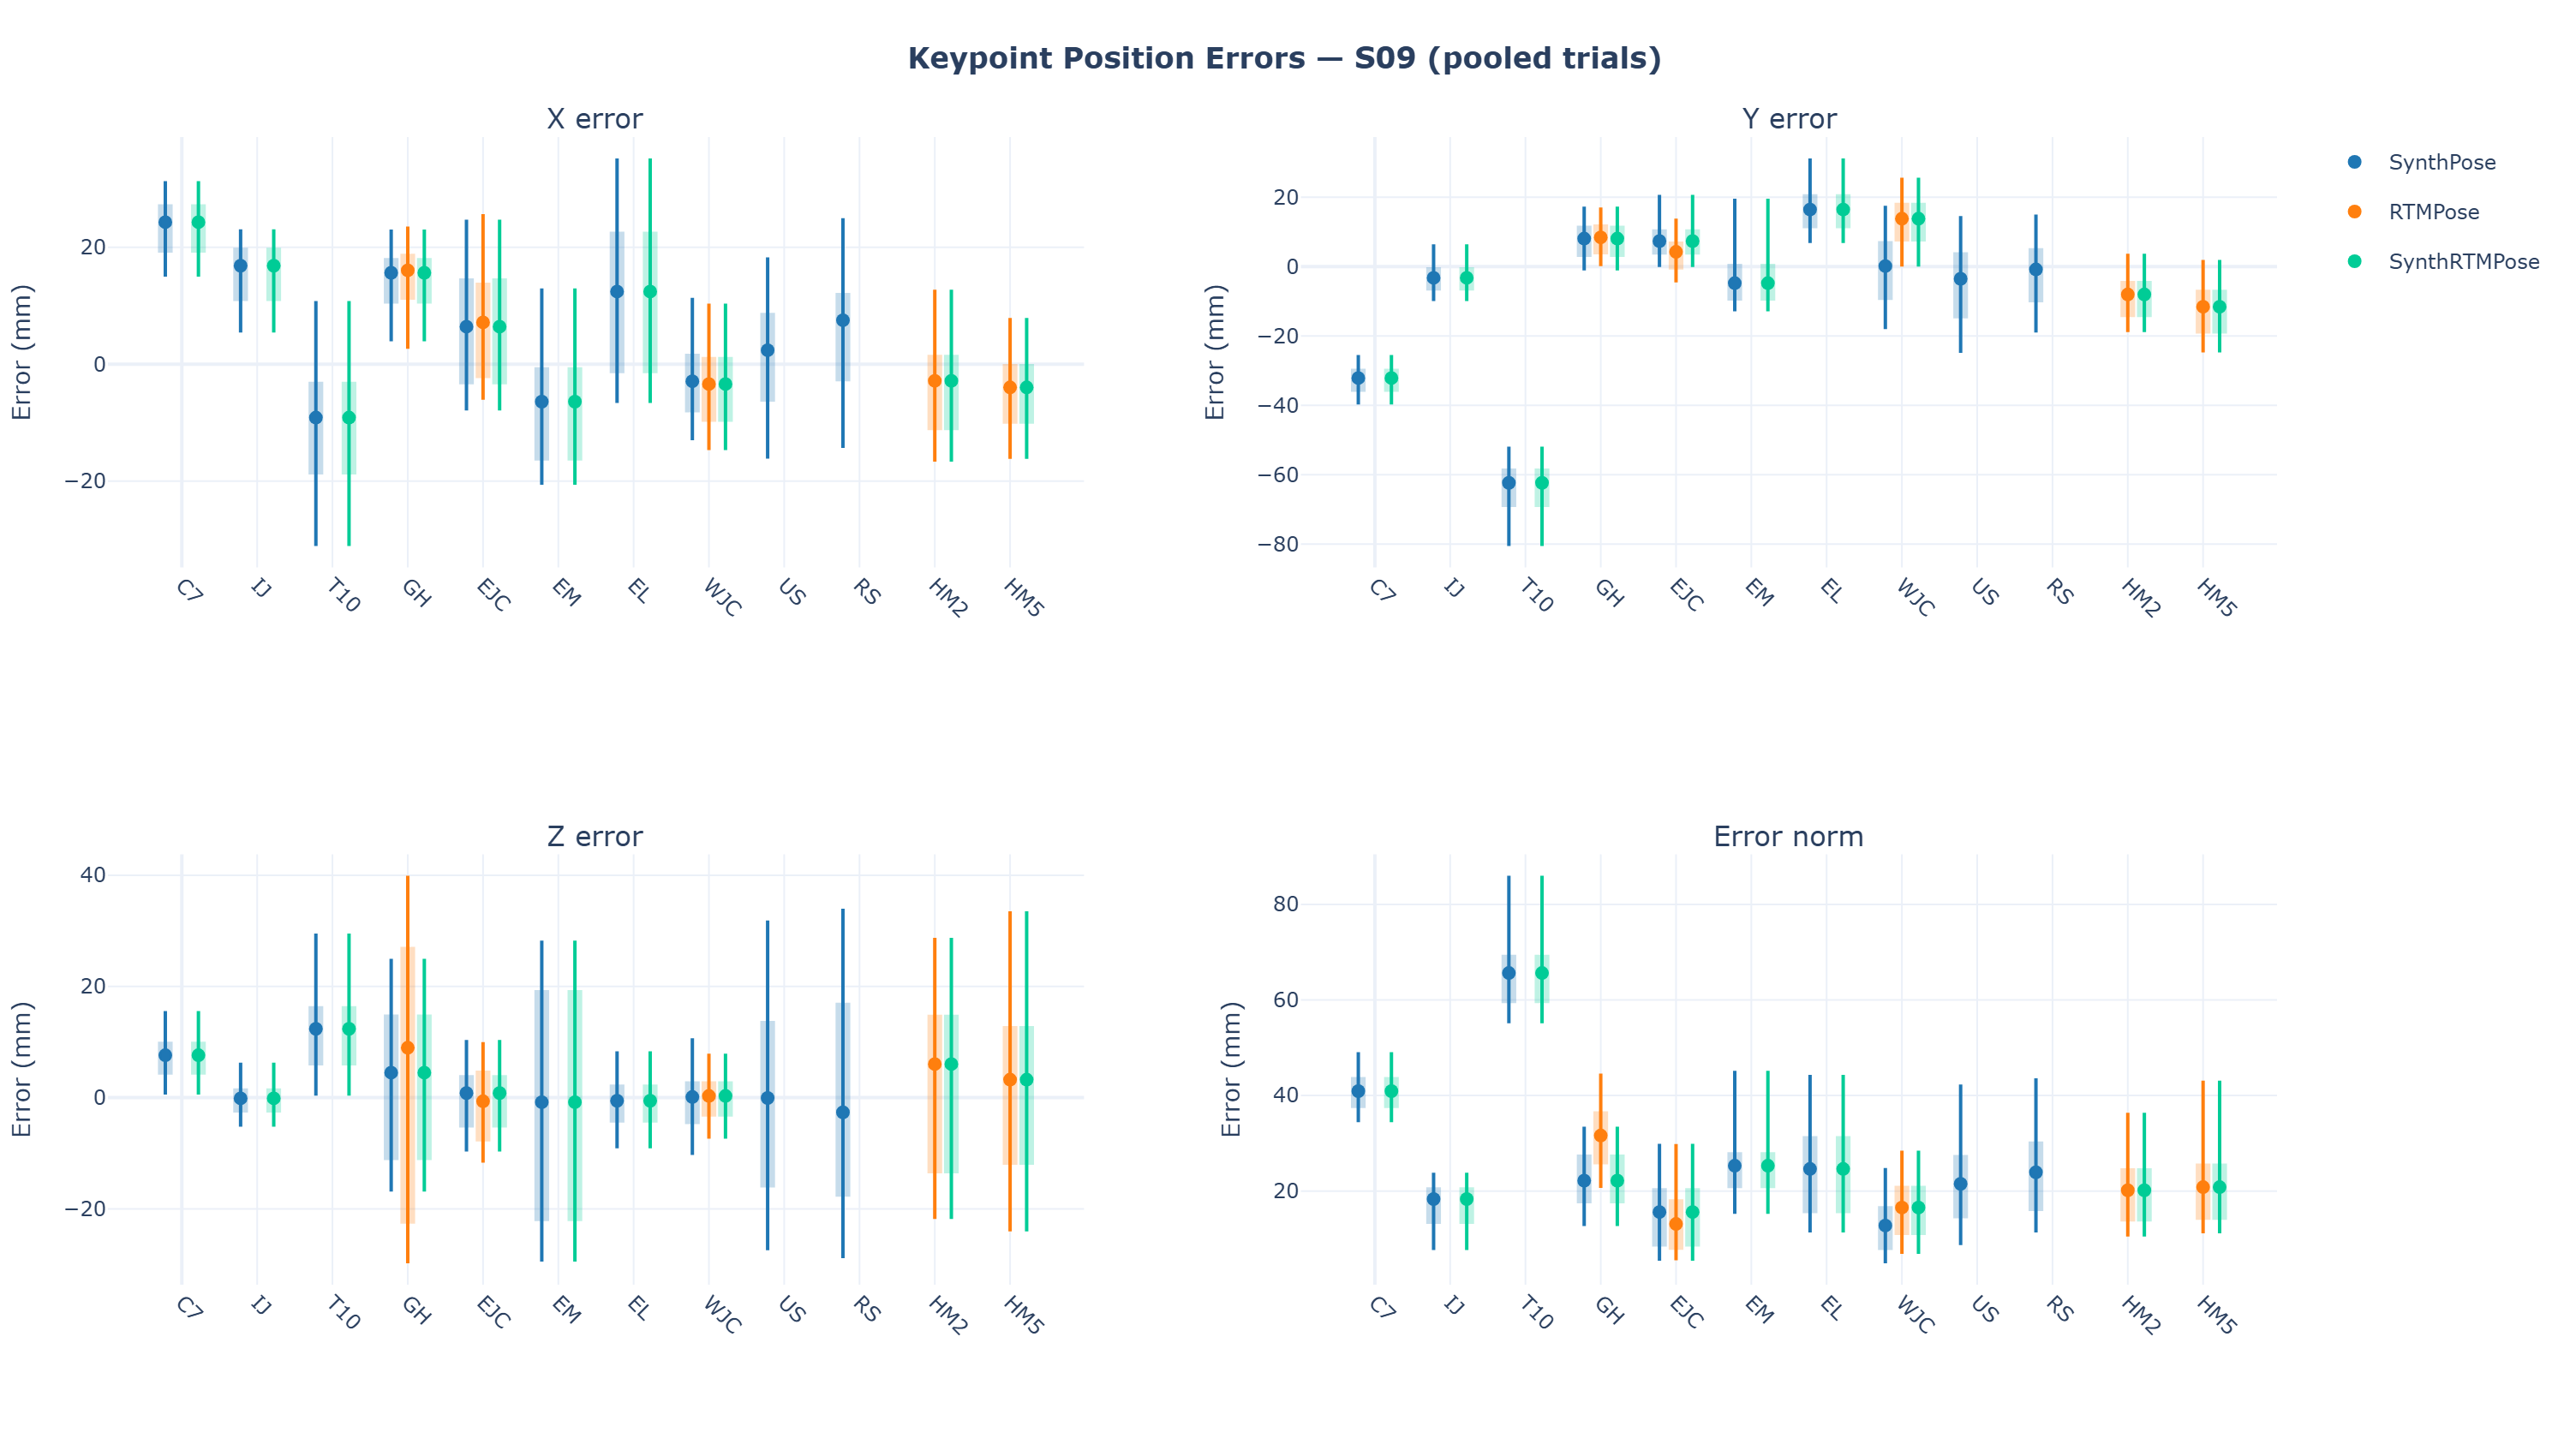 Keypoint Position Errors — S09 (pooled trials)
X error
Error (mm)
20
0
−20
C7
IJ
T10
GH
EJC
EM
EL
WJC
US
RS
HM2
HM5
Y error
Error (mm)
20
0
−20
−40
−60
−80
C7
IJ
T10
GH
EJC
EM
EL
WJC
US
RS
HM2
HM5
SynthPose
RTMPose
SynthRTMPose
Z error
Error (mm)
40
20
0
−20
C7
IJ
T10
GH
EJC
EM
EL
WJC
US
RS
HM2
HM5
Error norm
Error (mm)
80
60
40
20
C7
IJ
T10
GH
EJC
EM
EL
WJC
US
RS
HM2
HM5